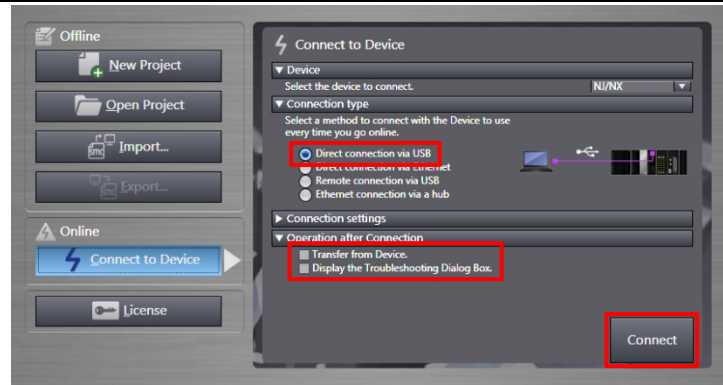 Offline
New Project
Open Project
Import...
Export...
Online
Connect to Device
License
Connect to Device
▼ Device
Select the device to connect.
NJ/NX
▼ Connection type
Select a method to connect with the Device to use
every time you go online.
Direct connection via USB
Direct connection via Ethernet
Remote connection via USB
Ethernet connection via a hub
▶ Connection settings
▼ Operation after Connection
Transfer from Device.
Display the Troubleshooting Dialog Box.
Connect